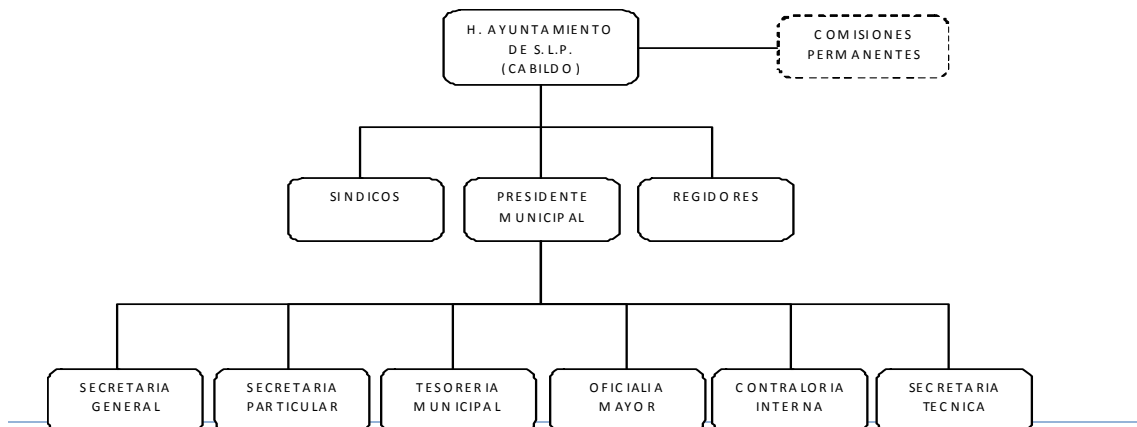 H. AYUNTAMIENTO
DE S.L.P.
(CABILDO)
COMISIONES
PERMANENTES
SINDICOS
PRESIDENTE
MUNICIPAL
REGIDORES
SECRETARIA
GENERAL
SECRETARIA
PARTICULAR
TESORERIA
MUNICIPAL
OFICIALIA
MAYOR
CONTRALORIA
INTERNA
SECRETARIA
TECNICA